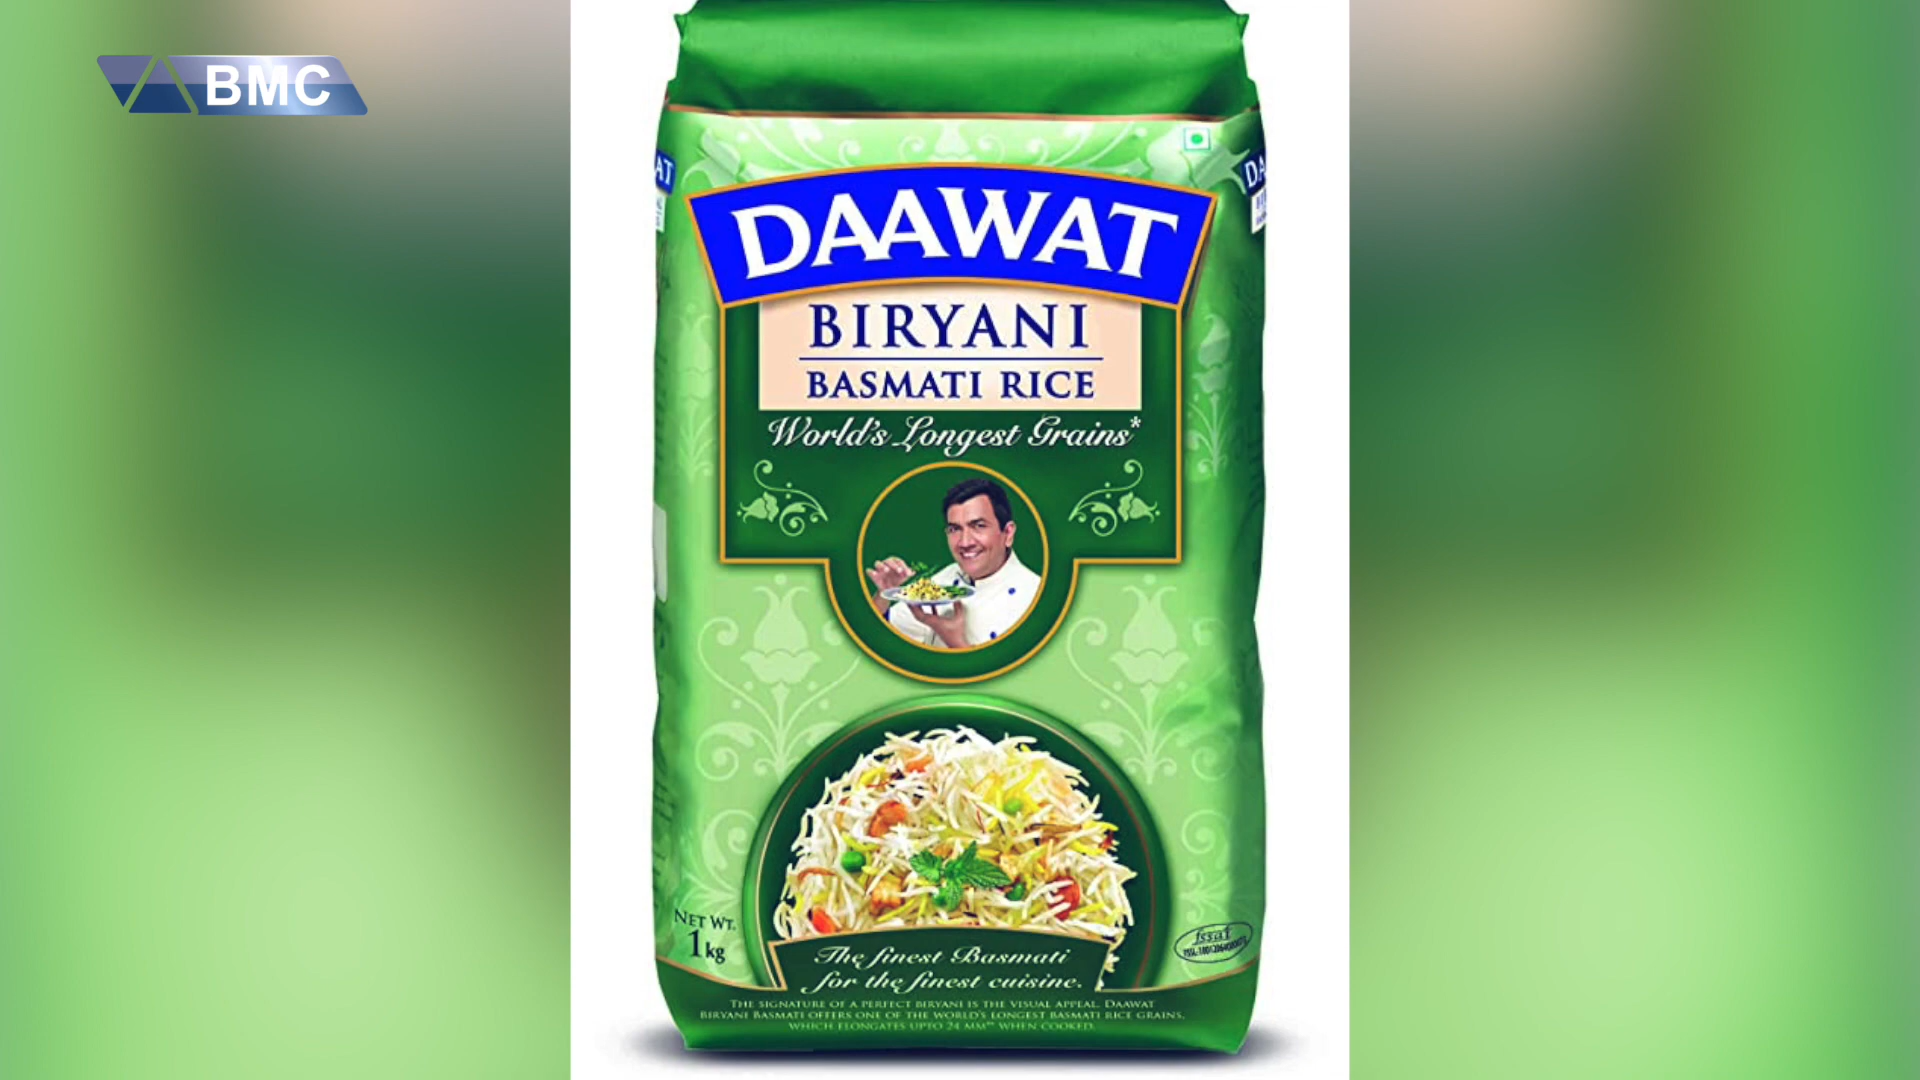 BMC
DAAWAT
BIRYANI
BASMATI RICE
World's Longest Grains*
NET WT.
1kg
fssai
The finest Basmati
for the finest cuisine.
THE SIGNATURE OF A PERFECT BIRYANI IS THE VISUAL APPEAL. DAAWAT
BIRYANI BASMATI OFFERS ONE OF THE WORLD'S LONGEST BASMATI RICE GRAINS,
WHICH ELONGATES UPTO 24 MM** WHEN COOKED.